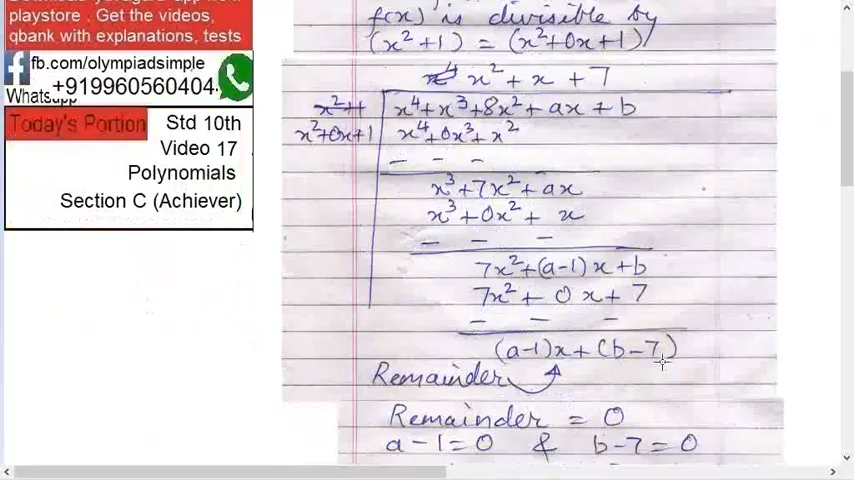 playstore . Get the videos,
qbank with explanations, tests
fb.com/olympiadsimple
Whatsapp
+919960560404
Today's Portion
Std 10th
Video 17
Polynomials
Section C (Achiever)
f(x) is divisible by
(x²+1) = (x²+0x+1)
x² + x + 7
x²+1
x⁴+x³+8x²+ax+b
x²+0x+1
x⁴+0x³+x²
− − −
x³+7x²+ax
x³+0x²+ x
− − −
7x²+(a-1)x+b
7x²+ 0x+7
− − −
(a-1)x+(b-7)
Remainder
Remainder = 0
a-1=0 & b-7=0